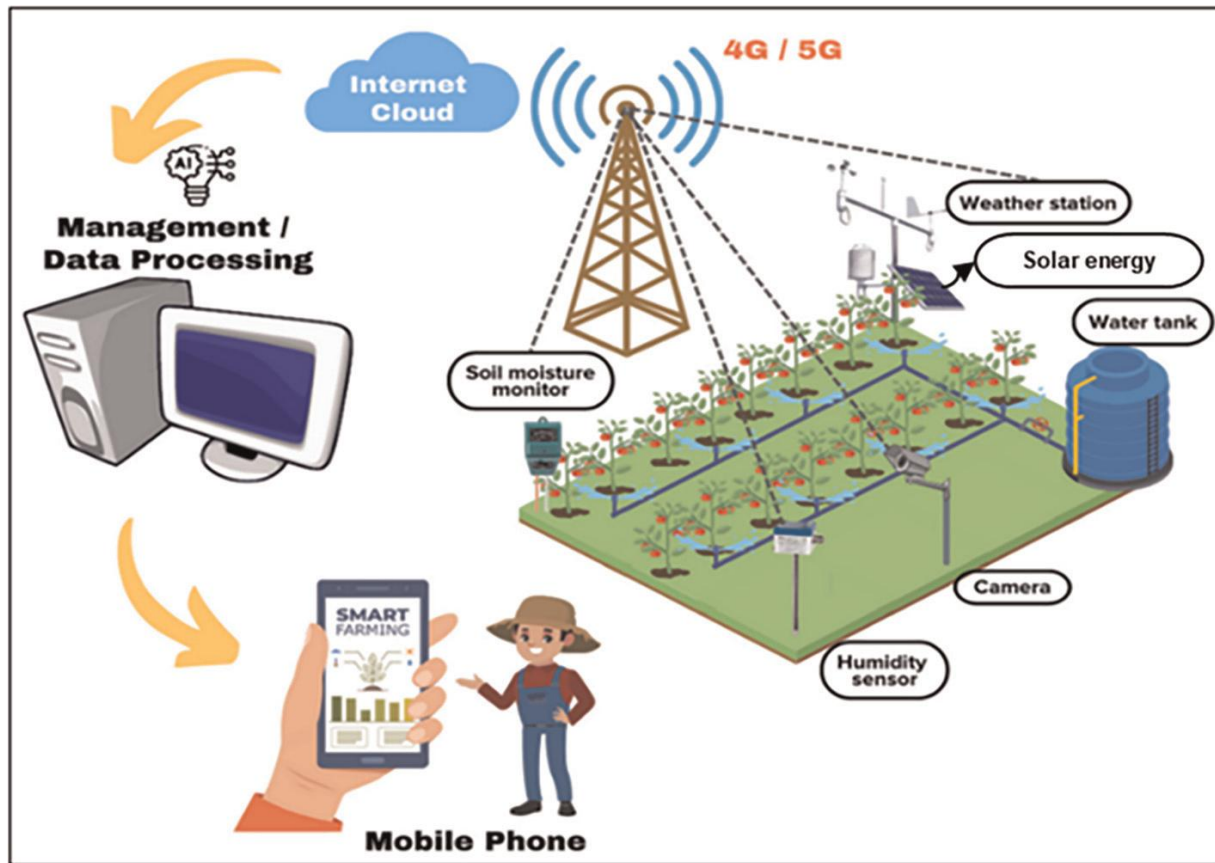 4G / 5G
Internet
Cloud
AI
Management /
Data Processing
Weather station
Solar energy
Water tank
Soil moisture
monitor
Camera
Humidity
sensor
SMART
FARMING
Mobile Phone